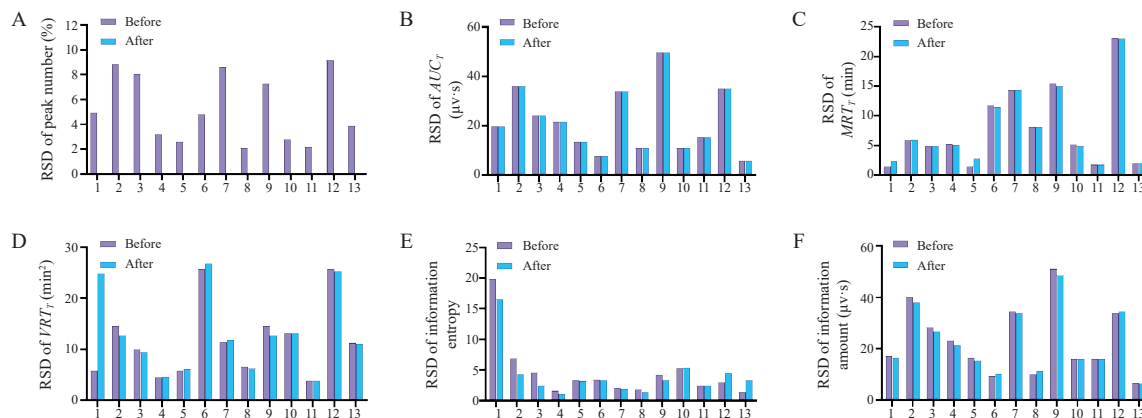 A
Before
After
RSD of peak number (%)
12
10
8
6
4
2
0
1 2 3 4 5 6 7 8 9 10 11 12 13
B
Before
After
RSD of AUC_T
(μv·s)
60
40
20
0
1 2 3 4 5 6 7 8 9 10 11 12 13
C
Before
After
RSD of
MRT_T (min)
25
20
15
10
5
0
1 2 3 4 5 6 7 8 9 10 11 12 13
D
Before
After
RSD of VRT_T (min²)
30
20
10
0
1 2 3 4 5 6 7 8 9 10 11 12 13
E
Before
After
RSD of information
entropy
25
20
15
10
5
0
1 2 3 4 5 6 7 8 9 10 11 12 13
F
Before
After
RSD of information
amount (μv·s)
60
40
20
0
1 2 3 4 5 6 7 8 9 10 11 12 13